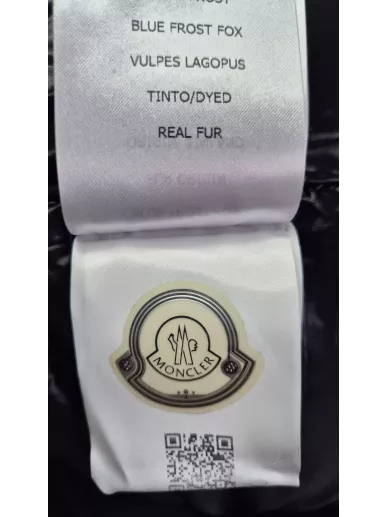 BLUE FROST FOX
VULPES LAGOPUS
TINTO/DYED
REAL FUR
MONCLER